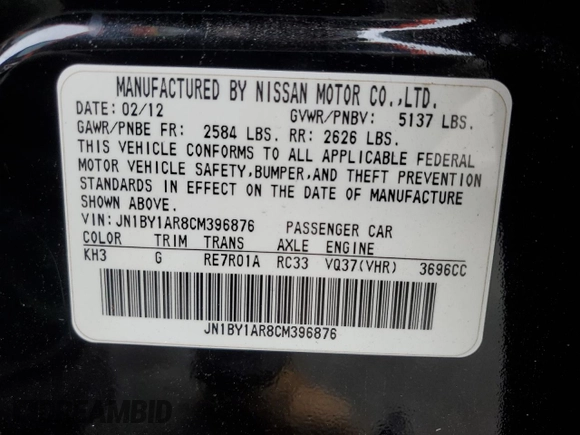 MANUFACTURED BY NISSAN MOTOR CO.,LTD.
DATE: 02/12 GVWR/PNBV: 5137 LBS.
GAWR/PNBE FR: 2584 LBS. RR: 2626 LBS.
THIS VEHICLE CONFORMS TO ALL APPLICABLE FEDERAL
MOTOR VEHICLE SAFETY,BUMPER,AND THEFT PREVENTION
STANDARDS IN EFFECT ON THE DATE OF MANUFACTURE
SHOWN ABOVE.
VIN:JN1BY1AR8CM396876 PASSENGER CAR
COLOR TRIM TRANS AXLE ENGINE
KH3 G RE7R01A RC33 VQ37(VHR) 3696CC
JN1BY1AR8CM396876
DREAMBID